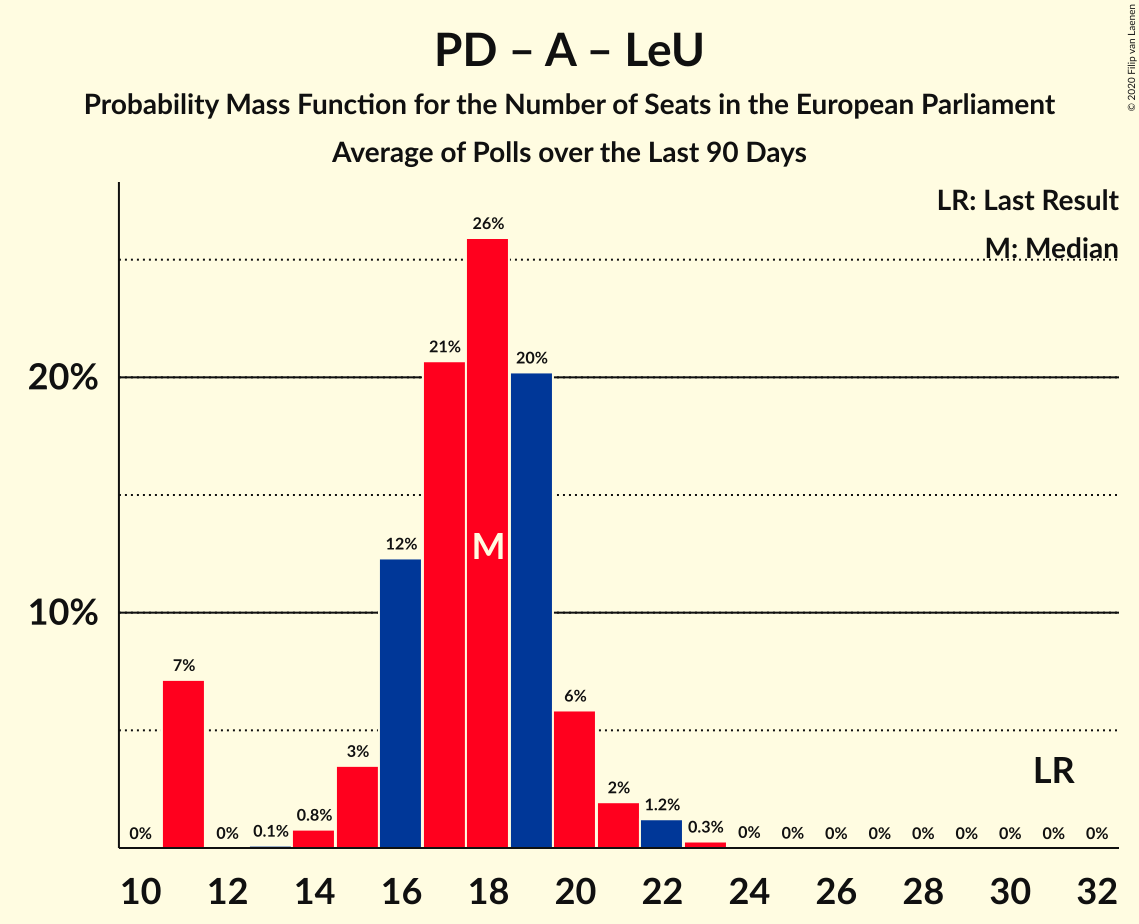 PD – A – LeU
Probability Mass Function for the Number of Seats in the European Parliament
Average of Polls over the Last 90 Days
© 2020 Filip van Laenen
LR: Last Result
M: Median
26%
21%
20%
20%
12%
M
10%
7%
6%
3%
LR
2%
1.2%
0.8%
0.3%
0%
0%
0.1%
0%
0%
0%
0%
0%
0%
0%
0%
0%
10 12 14 16 18 20 22 24 26 28 30 32